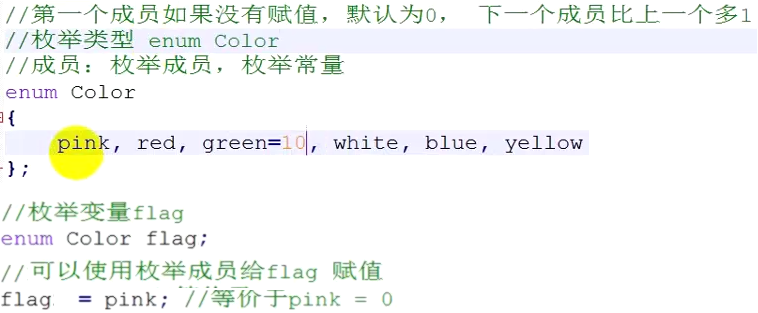 //第一个成员如果没有赋值，默认为0， 下一个成员比上一个多1
//枚举类型 enum Color
//成员：枚举成员，枚举常量
enum Color
{
pink, red, green=10, white, blue, yellow
};
//枚举变量flag
enum Color flag;
//可以使用枚举成员给flag 赋值
flag = pink; //等价于pink = 0